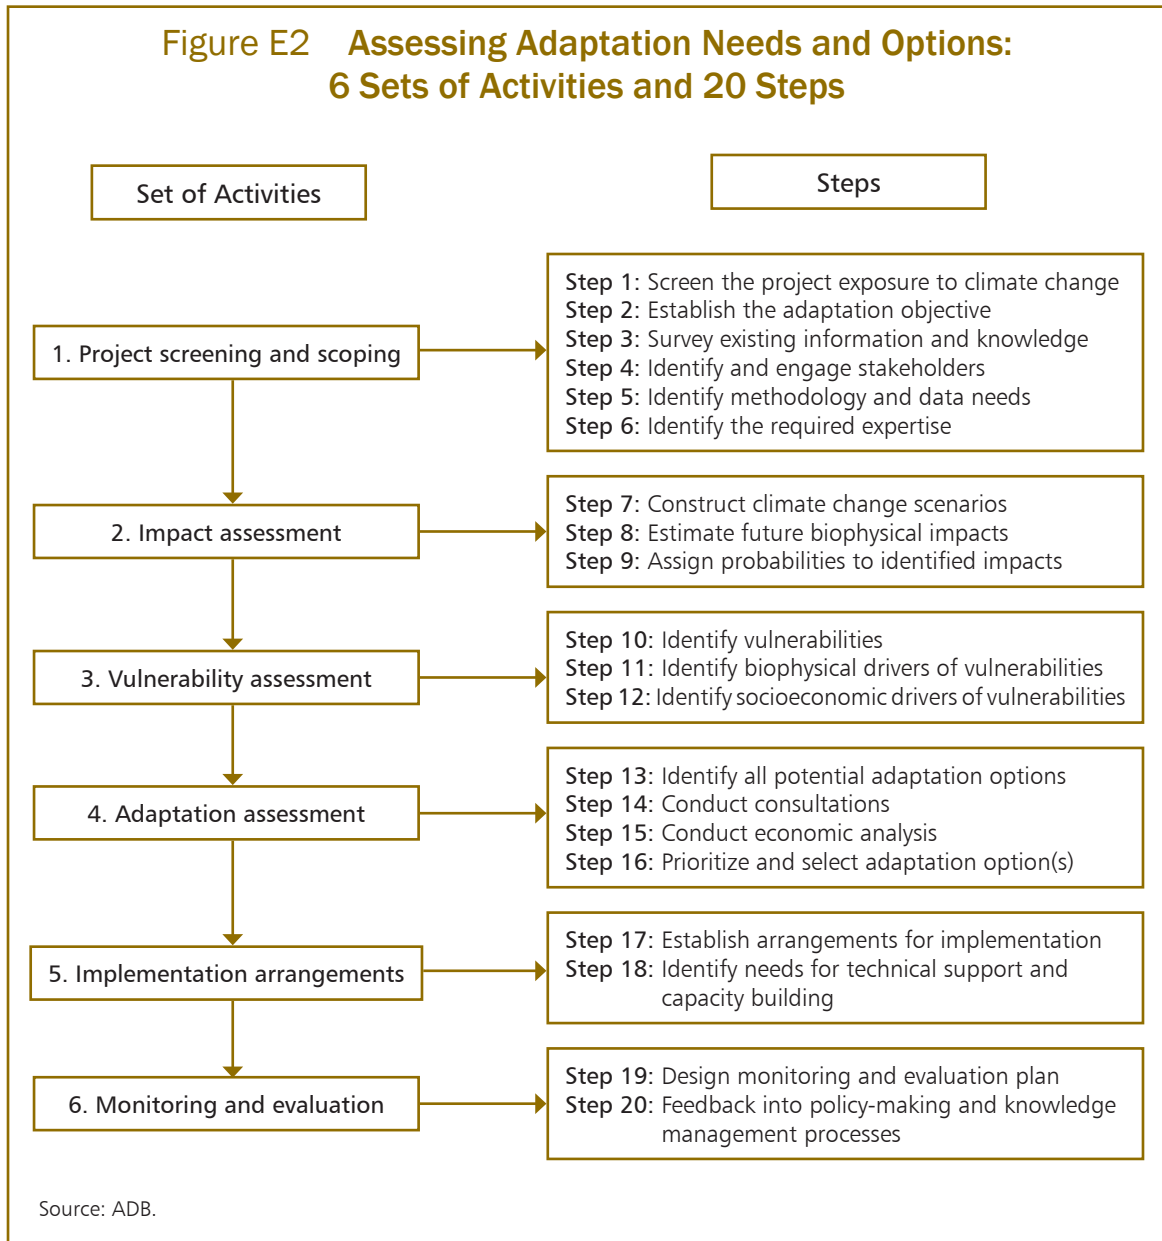 Figure E2 Assessing Adaptation Needs and Options:
6 Sets of Activities and 20 Steps
Set of Activities
Steps
1. Project screening and scoping
Step 1: Screen the project exposure to climate change
Step 2: Establish the adaptation objective
Step 3: Survey existing information and knowledge
Step 4: Identify and engage stakeholders
Step 5: Identify methodology and data needs
Step 6: Identify the required expertise
2. Impact assessment
Step 7: Construct climate change scenarios
Step 8: Estimate future biophysical impacts
Step 9: Assign probabilities to identified impacts
3. Vulnerability assessment
Step 10: Identify vulnerabilities
Step 11: Identify biophysical drivers of vulnerabilities
Step 12: Identify socioeconomic drivers of vulnerabilities
4. Adaptation assessment
Step 13: Identify all potential adaptation options
Step 14: Conduct consultations
Step 15: Conduct economic analysis
Step 16: Prioritize and select adaptation option(s)
5. Implementation arrangements
Step 17: Establish arrangements for implementation
Step 18: Identify needs for technical support and
capacity building
6. Monitoring and evaluation
Step 19: Design monitoring and evaluation plan
Step 20: Feedback into policy-making and knowledge
management processes
Source: ADB.